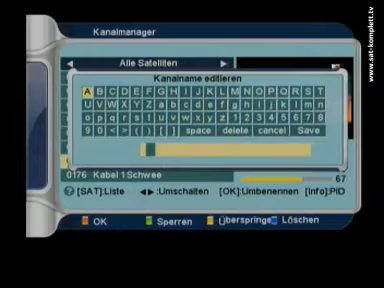 Kanalmanager
Alle Satelliten
Kanalname editieren
A B C D E F G H I J K L M N O P Q R S T
U V W X Y Z a b c d e f g h i j k l m n
o p q r s t u v w x y z 1 2 3 4 5 6 7 8
9 0 < > ( ) [ ] space delete cancel Save
0176 Kabel 1 Schwee
67
[SAT]:Liste ◀▶:Umschalten [OK]:Umbenennen [Info]:PID
OK Sperren Überspringe Löschen
www.sat-komplett.tv